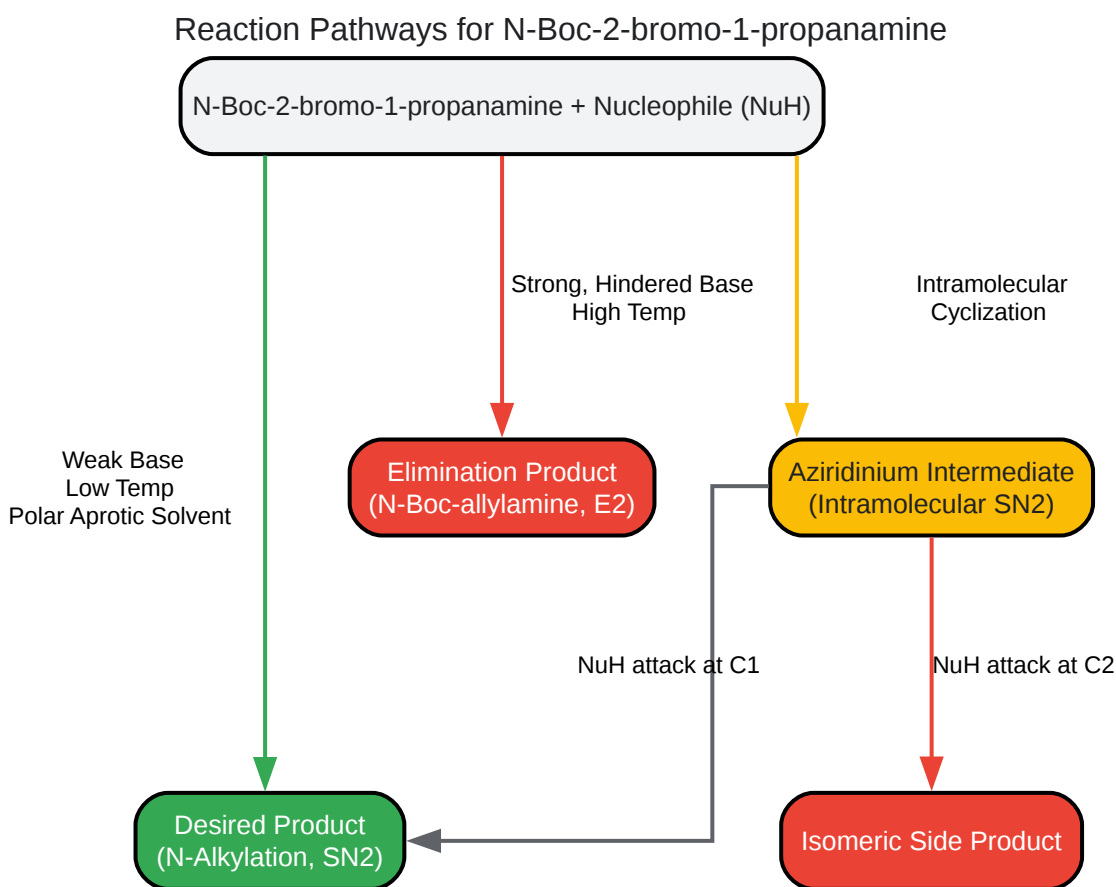 Reaction Pathways for N-Boc-2-bromo-1-propanamine
N-Boc-2-bromo-1-propanamine + Nucleophile (NuH)
Strong, Hindered Base
High Temp
Intramolecular
Cyclization
Weak Base
Low Temp
Polar Aprotic Solvent
Elimination Product
(N-Boc-allylamine, E2)
Aziridinium Intermediate
(Intramolecular SN2)
NuH attack at C1
NuH attack at C2
Desired Product
(N-Alkylation, SN2)
Isomeric Side Product